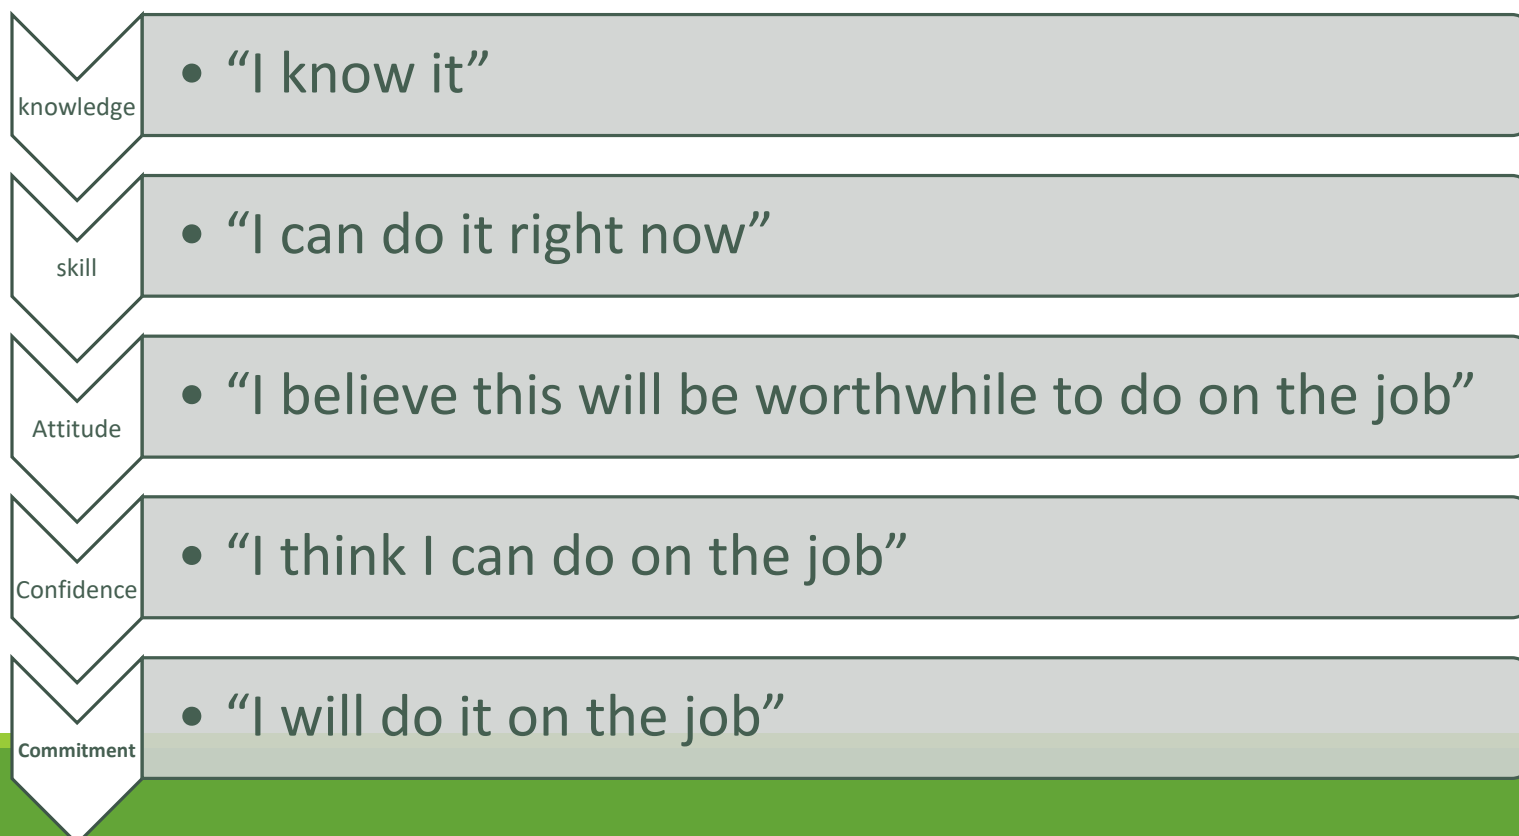 knowledge
• “I know it”
skill
• “I can do it right now”
Attitude
• “I believe this will be worthwhile to do on the job”
Confidence
• “I think I can do on the job”
Commitment
• “I will do it on the job”